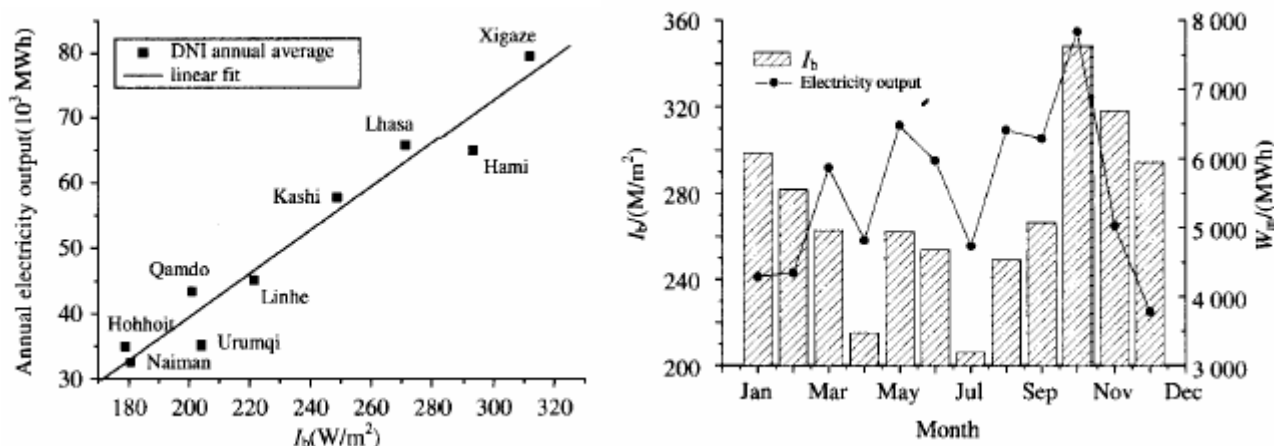 Annual electricity output(10³ MWh)
80
70
60
50
40
30
DNI annual average
linear fit
Xigaze
Lhasa
Hami
Kashi
Qamdo
Linhe
Hohhoit
Urumqi
Naiman
180 200 220 240 260 280 300 320
I_b(W/m²)
I_b/(M/m²)
360
320
280
240
200
I_b
Electricity output
8 000
7 000
6 000
5 000
4 000
3 000
Jan Mar May Jul Sep Nov Dec
Month